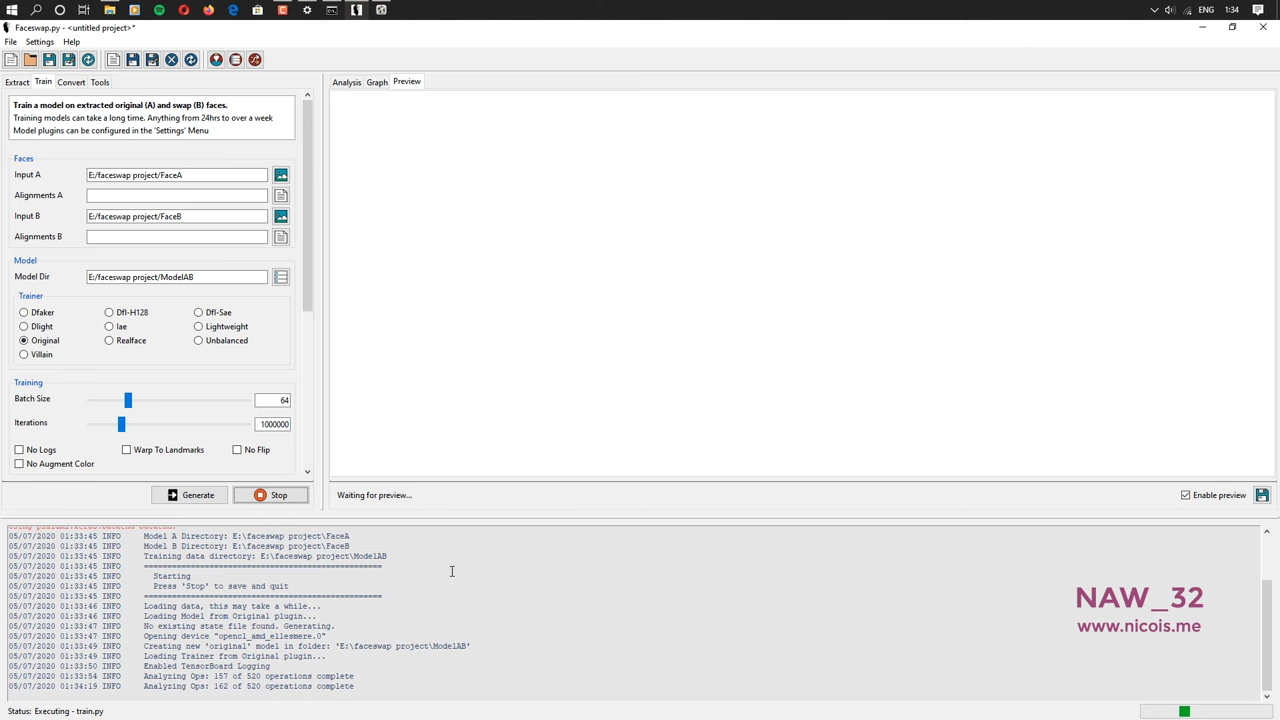 ENG
1:34
Faceswap.py - <untitled project>*
File Settings Help
Extract Train Convert Tools
Analysis Graph Preview
Train a model on extracted original (A) and swap (B) faces.
Training models can take a long time. Anything from 24hrs to over a week
Model plugins can be configured in the 'Settings' Menu
Faces
Input A E:/faceswap project/FaceA
Alignments A
Input B E:/faceswap project/FaceB
Alignments B
Model
Model Dir E:/faceswap project/ModelAB
Trainer
Dfaker Dfl-H128 Dfl-Sae
Dlight Iae Lightweight
Original Realface Unbalanced
Villain
Training
Batch Size 64
Iterations 1000000
No Logs Warp To Landmarks No Flip
No Augment Color
Generate Stop
Waiting for preview...
Enable preview
Using plaidml.keras.backend backend.
05/07/2020 01:33:45 INFO Model A Directory: E:\faceswap project\FaceA
05/07/2020 01:33:45 INFO Model B Directory: E:\faceswap project\FaceB
05/07/2020 01:33:45 INFO Training data directory: E:\faceswap project\ModelAB
05/07/2020 01:33:45 INFO ===================================================
05/07/2020 01:33:45 INFO Starting
05/07/2020 01:33:45 INFO Press 'Stop' to save and quit
05/07/2020 01:33:45 INFO ===================================================
05/07/2020 01:33:46 INFO Loading data, this may take a while...
05/07/2020 01:33:46 INFO Loading Model from Original plugin...
05/07/2020 01:33:47 INFO No existing state file found. Generating.
05/07/2020 01:33:47 INFO Opening device "opencl_amd_ellesmere.0"
05/07/2020 01:33:49 INFO Creating new 'original' model in folder: 'E:\faceswap project\ModelAB'
05/07/2020 01:33:49 INFO Loading Trainer from Original plugin...
05/07/2020 01:33:50 INFO Enabled TensorBoard Logging
05/07/2020 01:33:54 INFO Analyzing Ops: 157 of 520 operations complete
05/07/2020 01:34:19 INFO Analyzing Ops: 162 of 520 operations complete
NAW_32
www.nicois.me
Status: Executing - train.py